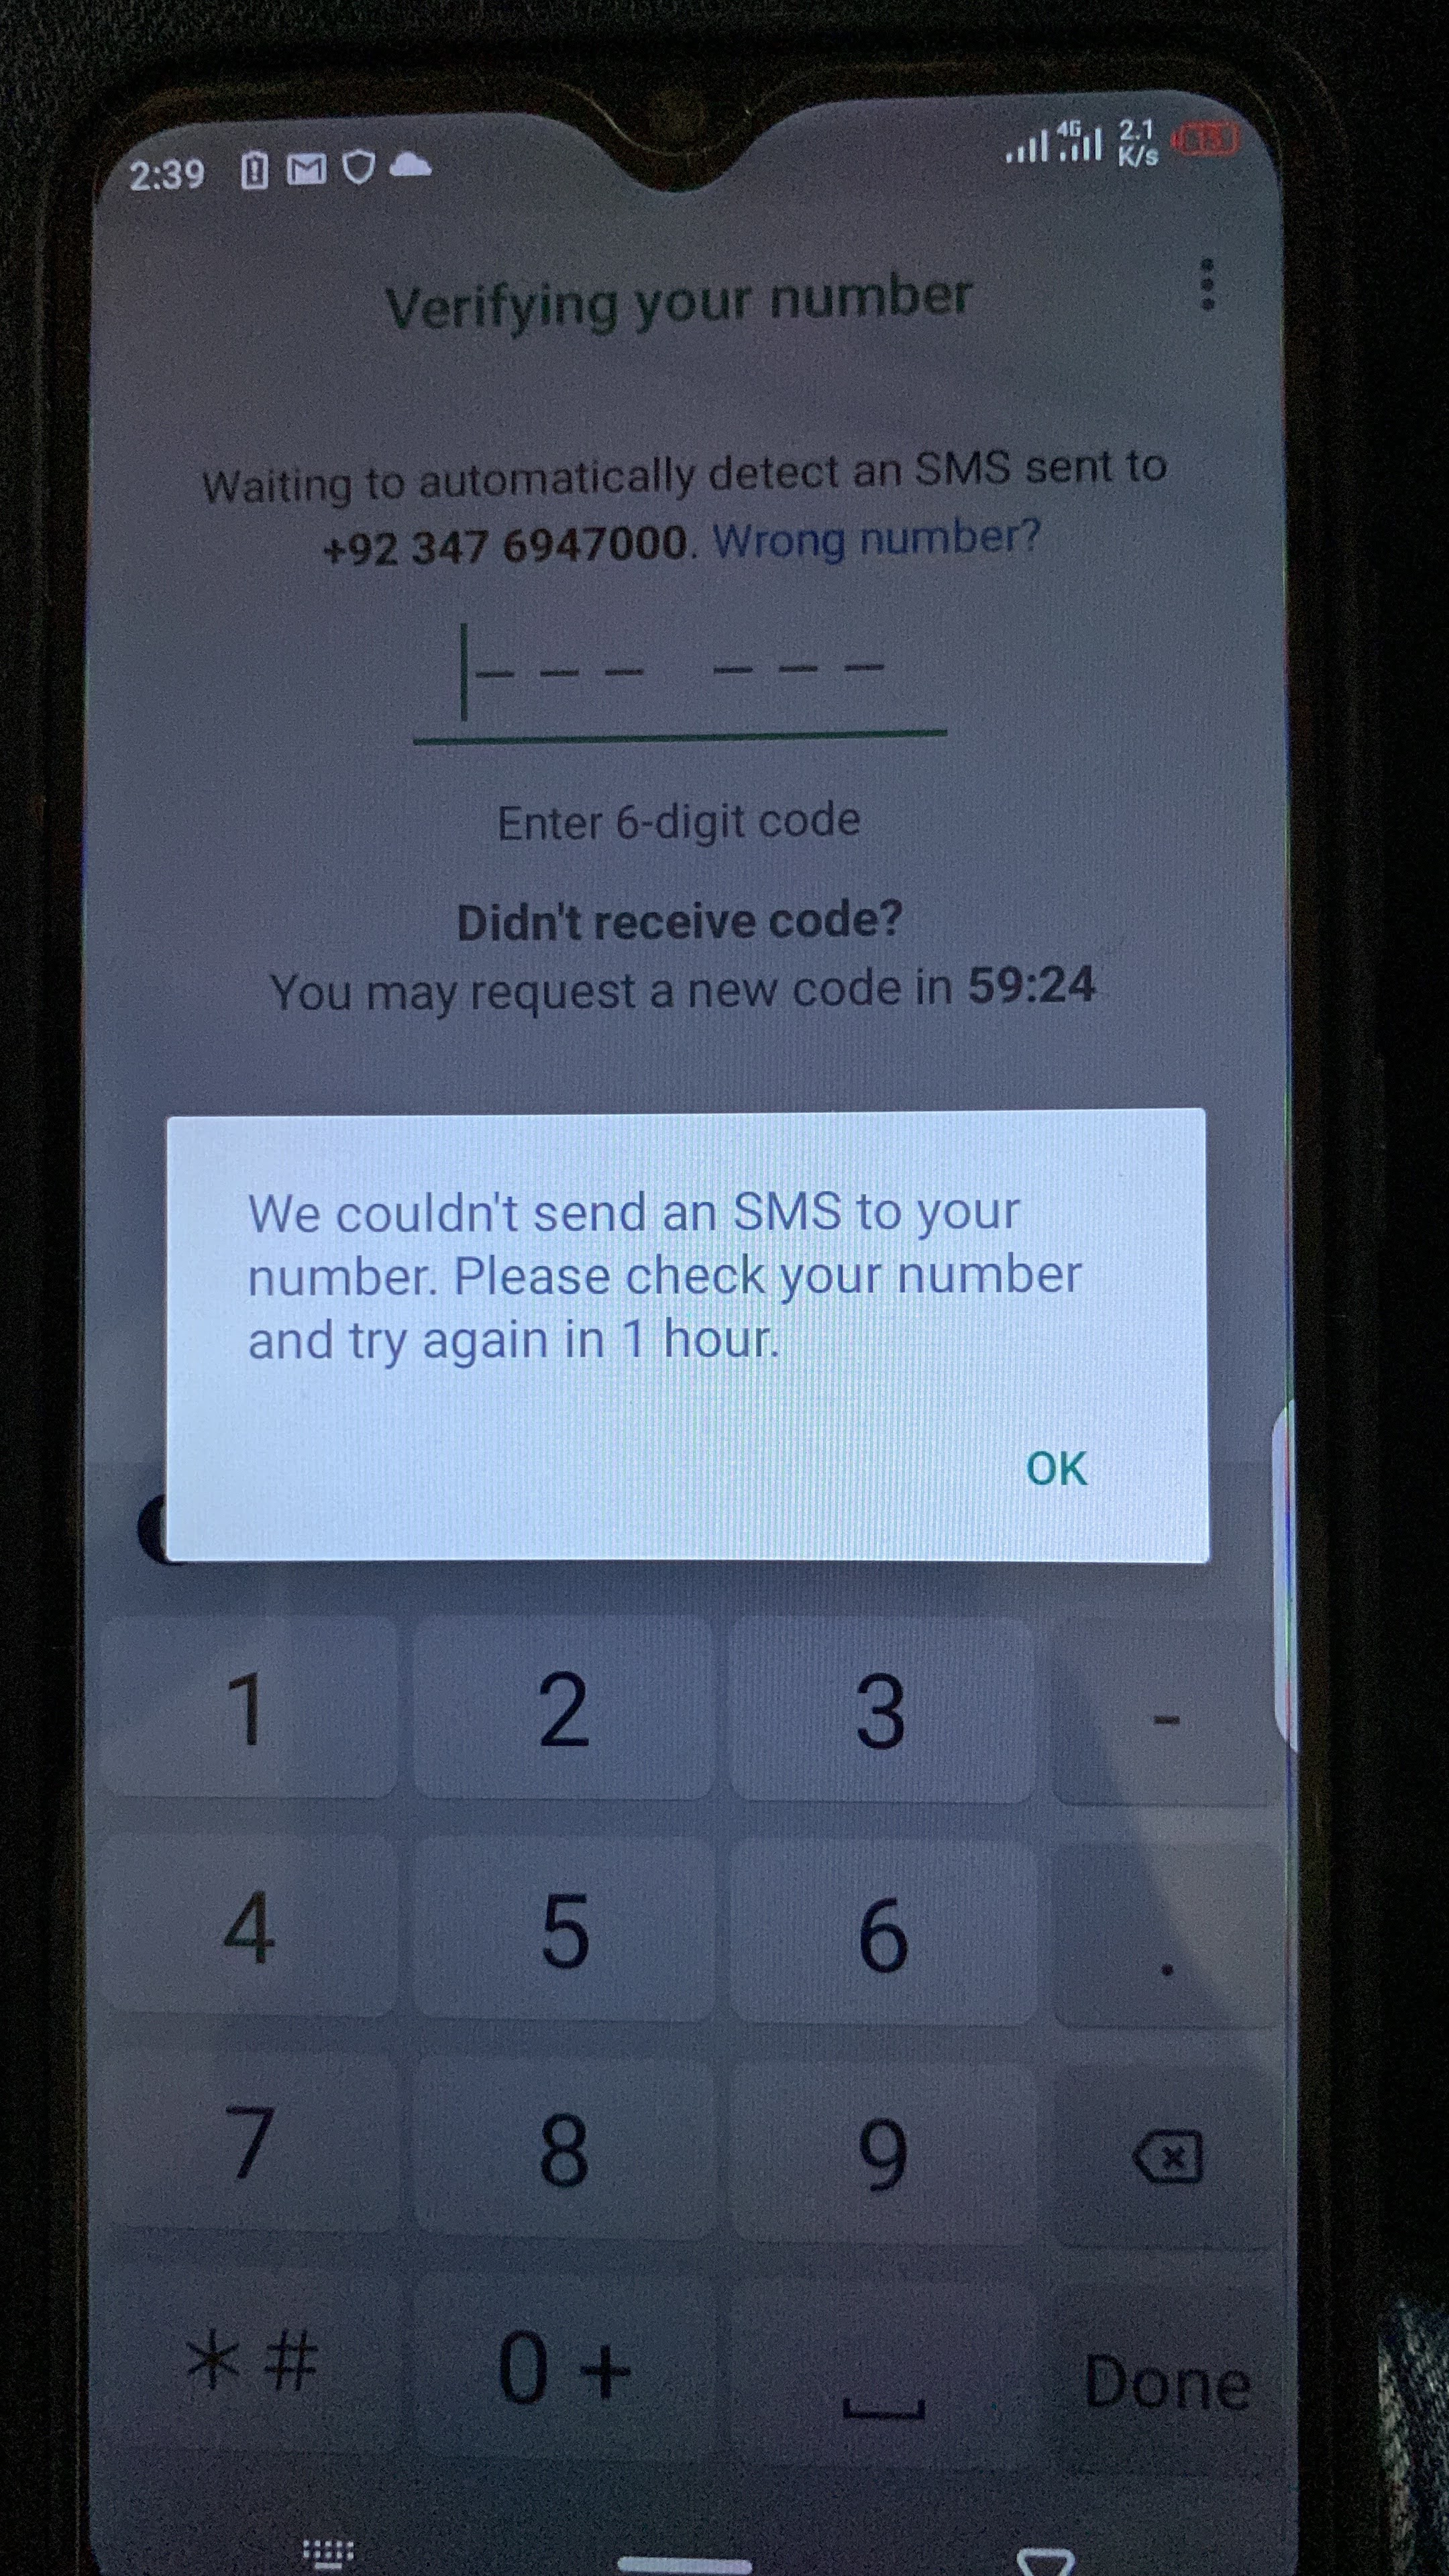 2:39
4G 2.1
K/s
Verifying your number
Waiting to automatically detect an SMS sent to
+92 347 6947000. Wrong number?
Enter 6-digit code
Didn't receive code?
You may request a new code in 59:24
We couldn't send an SMS to your
number. Please check your number
and try again in 1 hour.
OK
1 2 3 -
4 5 6 .
7 8 9
* # 0 + Done